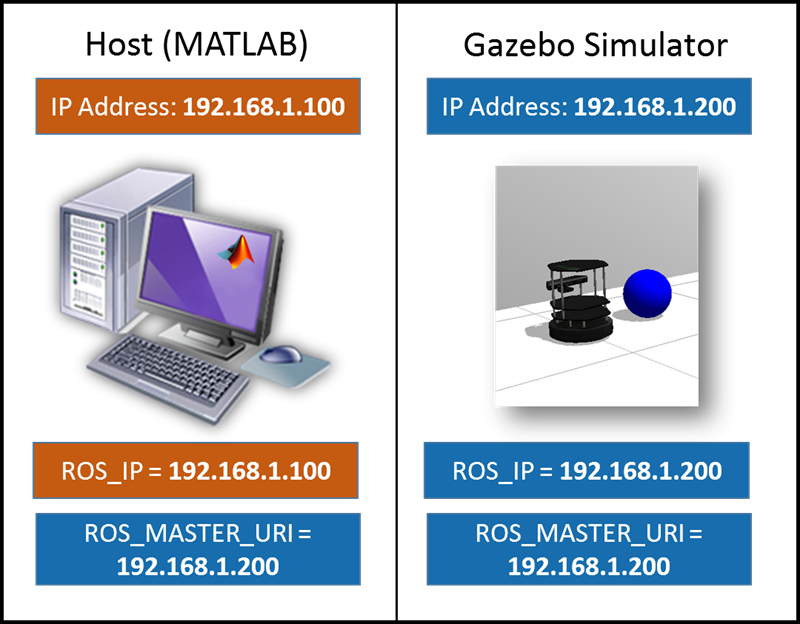 Host (MATLAB)
IP Address: 192.168.1.100
ROS_IP = 192.168.1.100
ROS_MASTER_URI =
192.168.1.200
Gazebo Simulator
IP Address: 192.168.1.200
ROS_IP = 192.168.1.200
ROS_MASTER_URI =
192.168.1.200